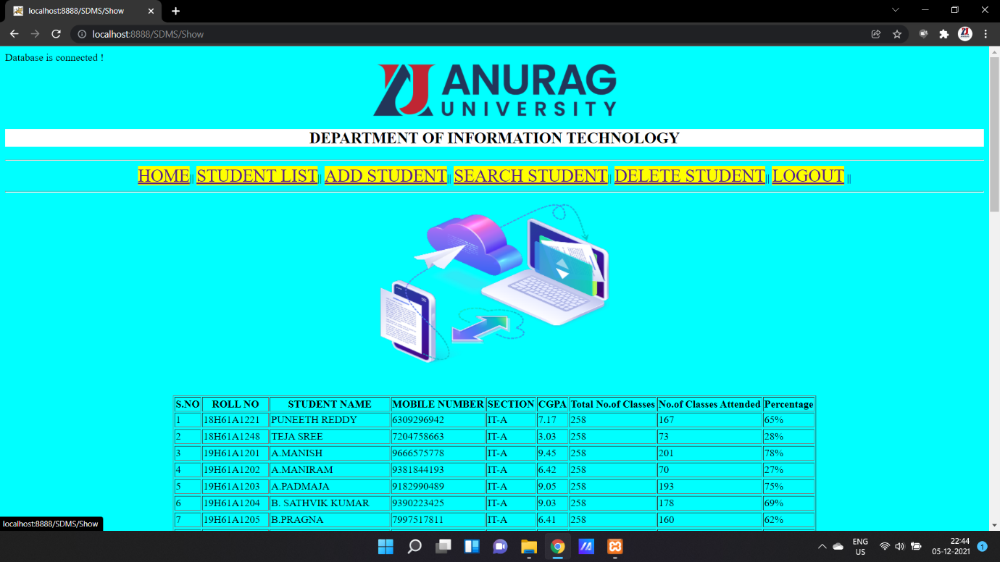 localhost:8888/SDMS/Show
localhost:8888/SDMS/Show
Database is connected !
ANURAG
UNIVERSITY
DEPARTMENT OF INFORMATION TECHNOLOGY
HOME|| STUDENT LIST|| ADD STUDENT|| SEARCH STUDENT|| DELETE STUDENT|| LOGOUT ||
S.NO ROLL NO STUDENT NAME MOBILE NUMBER SECTION CGPA Total No.of Classes No.of Classes Attended Percentage
1 18H61A1221 PUNEETH REDDY 6309296942 IT-A 7.17 258 167 65%
2 18H61A1248 TEJA SREE 7204758663 IT-A 3.03 258 73 28%
3 19H61A1201 A.MANISH 9666575778 IT-A 9.45 258 201 78%
4 19H61A1202 A.MANIRAM 9381844193 IT-A 6.42 258 70 27%
5 19H61A1203 A.PADMAJA 9182990489 IT-A 9.05 258 193 75%
6 19H61A1204 B. SATHVIK KUMAR 9390223425 IT-A 9.03 258 178 69%
7 19H61A1205 B.PRAGNA 7997517811 IT-A 6.41 258 160 62%
localhost:8888/SDMS/Show
ENG
US
22:44
05-12-2021
1